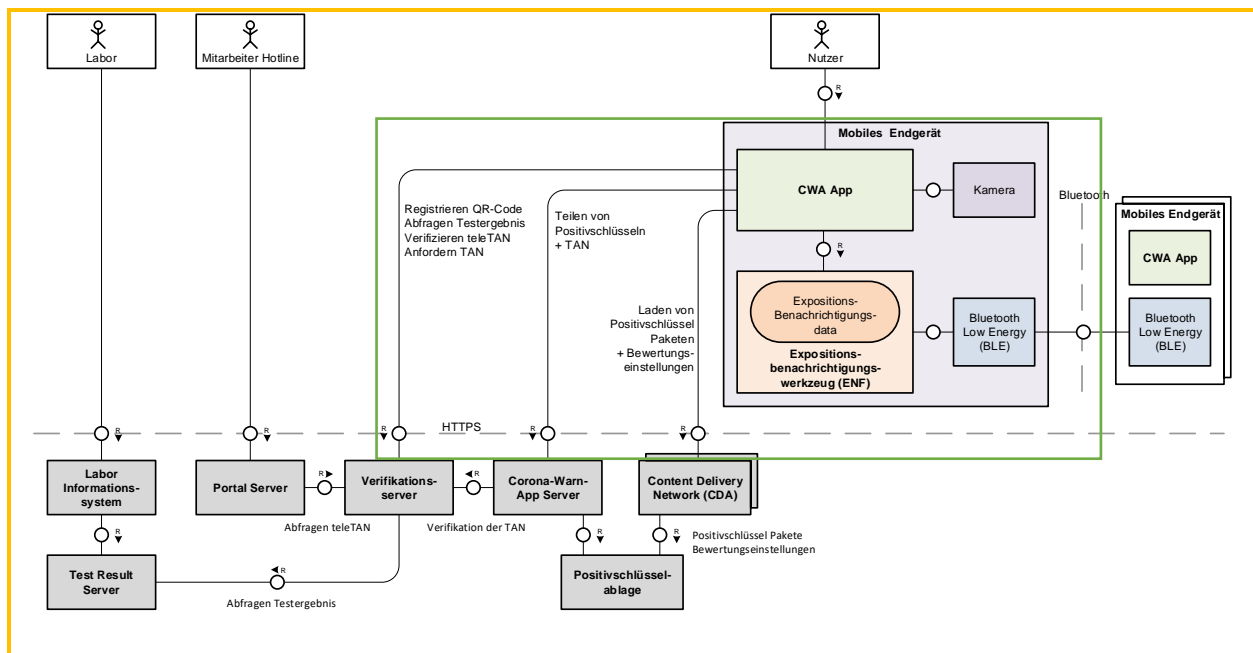 Labor
Mitarbeiter Hotline
Nutzer
R
Mobiles Endgerät
CWA App
Kamera
Registrieren QR-Code
Abfragen Testergebnis
Verifizieren teleTAN
Anfordern TAN
Teilen von
Positivschlüsseln
+ TAN
R
Laden von
Positivschlüssel
Paketen
+ Bewertungs-
einstellungen
Expositions-
Benachrichtigungs-
data
Expositions-
benachrichtigungs-
werkzeug (ENF)
Bluetooth
Low Energy
(BLE)
Bluetooth
Mobiles Endgerät
CWA App
Bluetooth
Low Energy
(BLE)
HTTPS
R
R
R
R
R
Labor
Informations-
system
Portal Server
R
Verifikations-
server
R
Corona-Warn-
App Server
Content Delivery
Network (CDA)
Abfragen teleTAN
Verifikation der TAN
R
R
R
Positivschlüssel Pakete
Bewertungseinstellungen
Test Result
Server
R
Abfragen Testergebnis
Positivschlüssel-
ablage